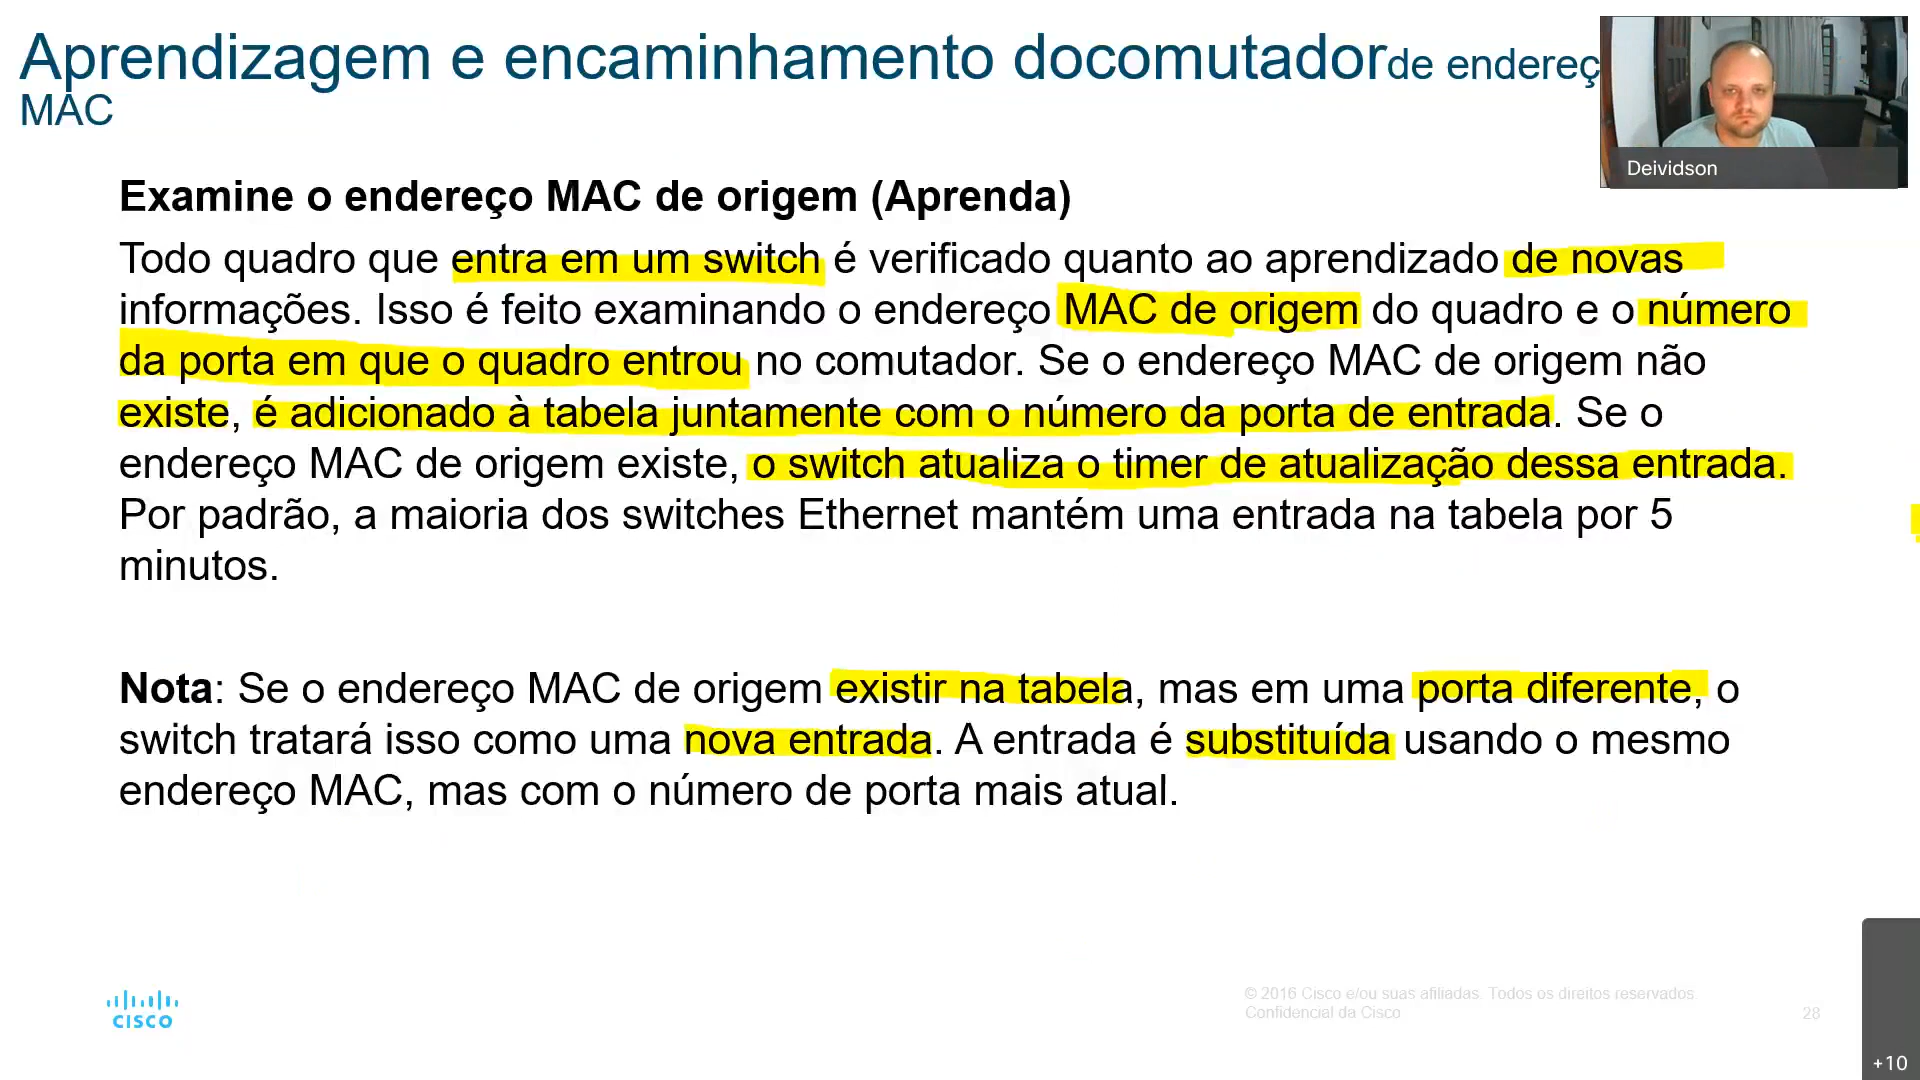 Aprendizagem e encaminhamento docomutadorde endereç
MAC
Deividson
Examine o endereço MAC de origem (Aprenda)
Todo quadro que entra em um switch é verificado quanto ao aprendizado de novas
informações. Isso é feito examinando o endereço MAC de origem do quadro e o número
da porta em que o quadro entrou no comutador. Se o endereço MAC de origem não
existe, é adicionado à tabela juntamente com o número da porta de entrada. Se o
endereço MAC de origem existe, o switch atualiza o timer de atualização dessa entrada.
Por padrão, a maioria dos switches Ethernet mantém uma entrada na tabela por 5
minutos.
Nota: Se o endereço MAC de origem existir na tabela, mas em uma porta diferente, o
switch tratará isso como uma nova entrada. A entrada é substituída usando o mesmo
endereço MAC, mas com o número de porta mais atual.
CISCO
© 2016 Cisco e/ou suas afiliadas. Todos os direitos reservados.
Confidencial da Cisco
28
+10